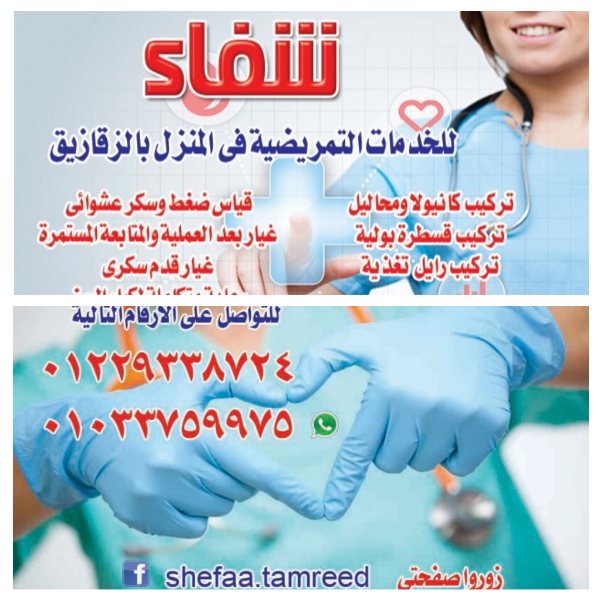 شفاء
للخدمات التمريضية فى المنزل بالزقازيق
تركيب كانيولا ومحاليل
تركيب قسطرة بولية
تركيب رايل تغذية
قياس ضغط وسكر عشوائى
غيار بعد العملية والمتابعة المستمرة
غيار قدم سكرى
للتواصل على الارقام التالية
٠١٢٢٩٣٣٨٧٢٤
٠١٠٣٣٧٥٩٩٧٥
زوروا صفحتى
shefaa.tamreed